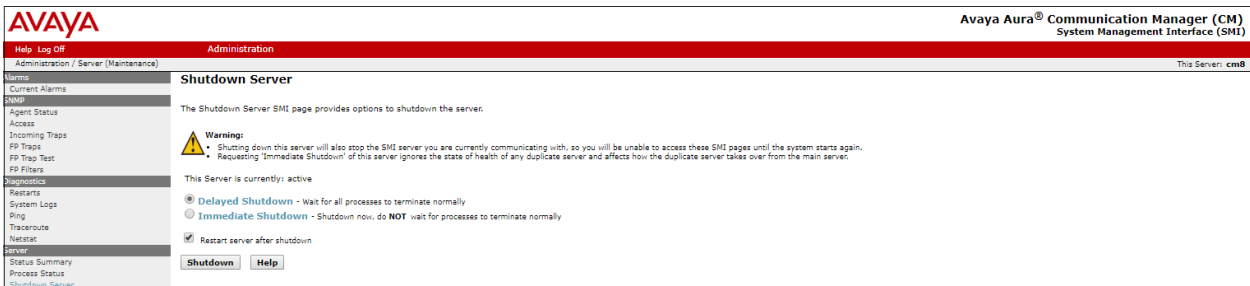 AVAYA
Avaya Aura® Communication Manager (CM)
System Management Interface (SMI)
Help Log Off
Administration
Administration / Server (Maintenance)
This Server: cm8
Alarms
Current Alarms
SNMP
Agent Status
Access
Incoming Traps
FP Traps
FP Trap Test
FP Filters
Diagnostics
Restarts
System Logs
Ping
Traceroute
Netstat
Server
Status Summary
Process Status
Shutdown Server
Shutdown Server
The Shutdown Server SMI page provides options to shutdown the server.
Warning:
• Shutting down this server will also stop the SMI server you are currently communicating with, so you will be unable to access these SMI pages until the system starts again.
• Requesting 'Immediate Shutdown' of this server ignores the state of health of any duplicate server and affects how the duplicate server takes over from the main server.
This Server is currently: active
Delayed Shutdown - Wait for all processes to terminate normally
Immediate Shutdown - Shutdown now, do NOT wait for processes to terminate normally
Restart server after shutdown
Shutdown Help